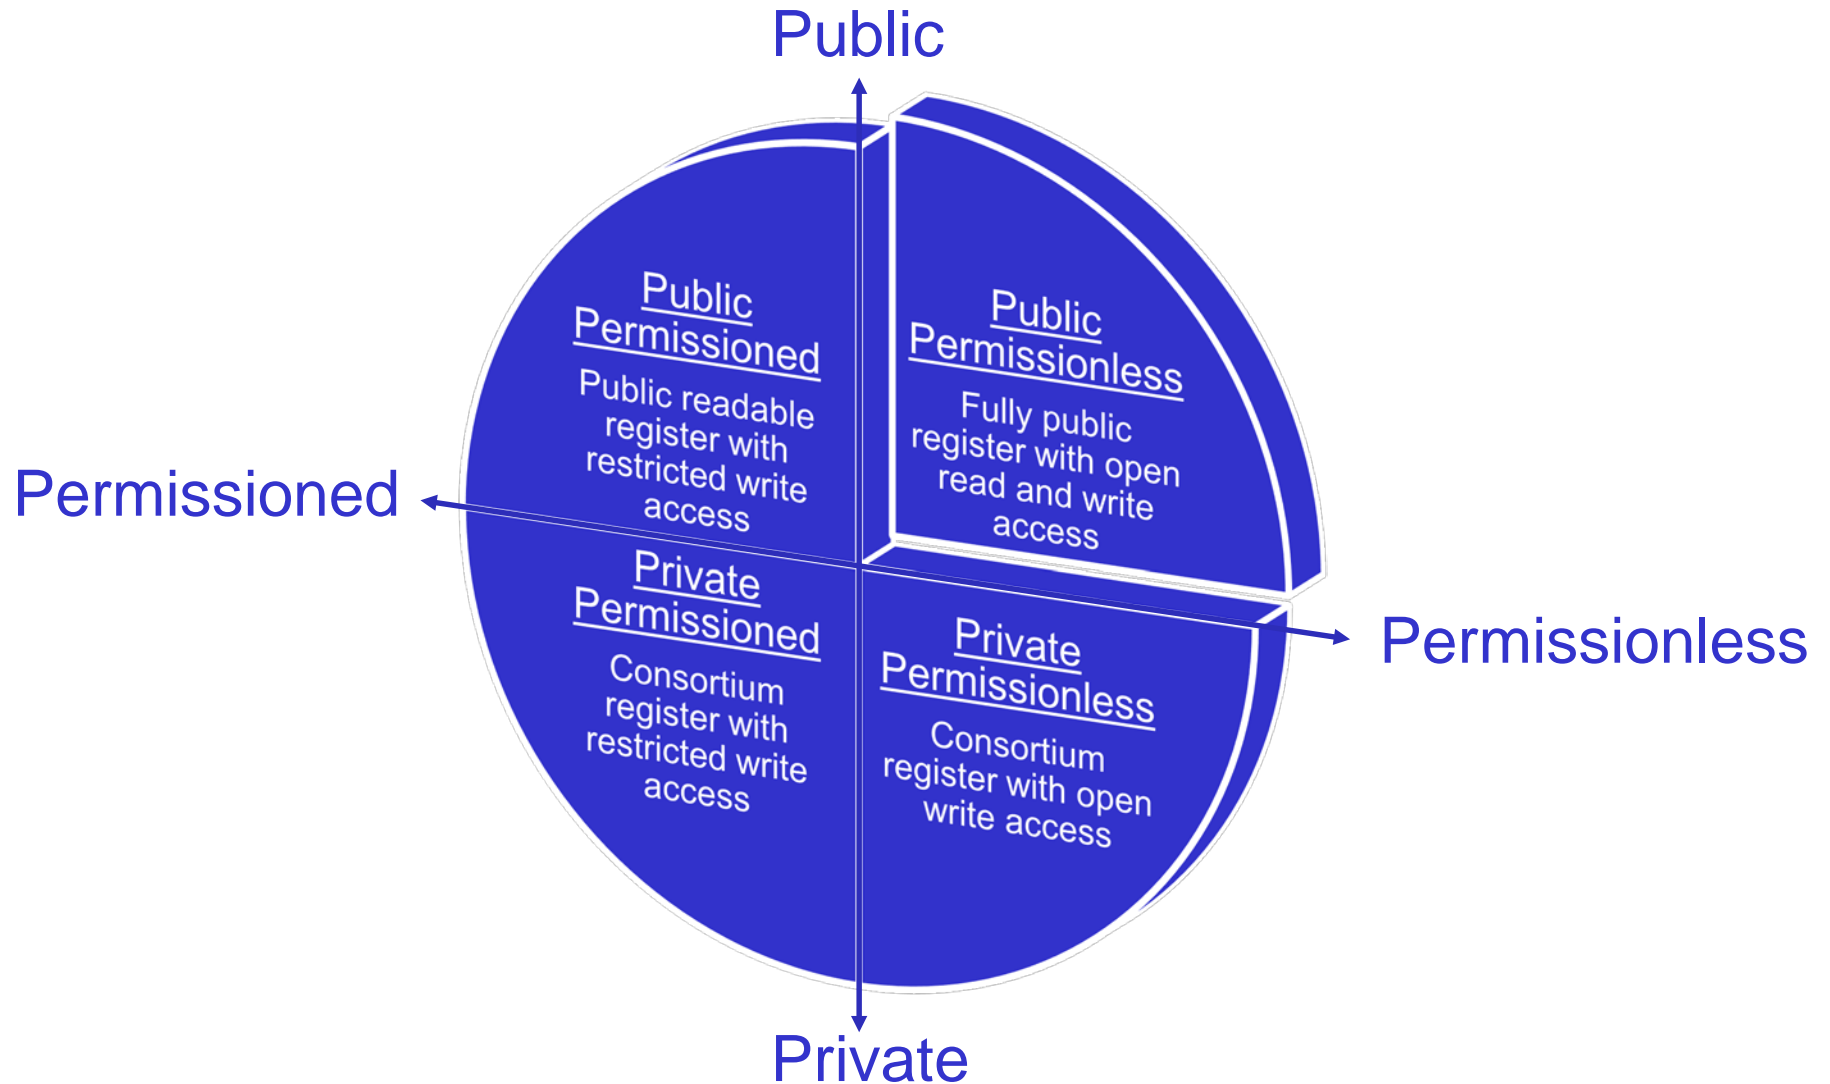 Public
Public
Permissioned
Public readable
register with
restricted write
access
Public
Permissionless
Fully public
register with open
read and write
access
Permissioned
Permissionless
Private
Permissioned
Consortium
register with
restricted write
access
Private
Permissionless
Consortium
register with open
write access
Private